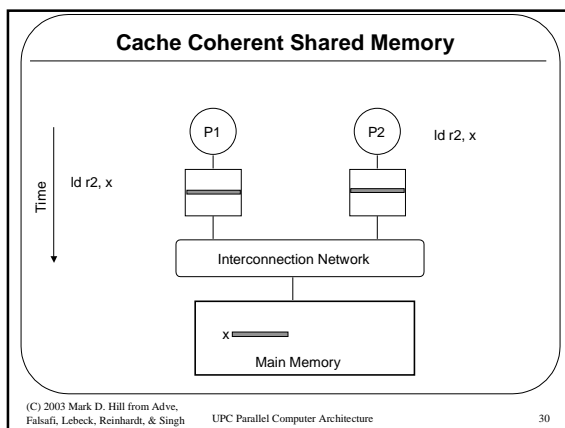 Cache Coherent Shared Memory
P1
P2
ld r2, x
ld r2, x
Time
Interconnection Network
x
Main Memory
(C) 2003 Mark D. Hill from Adve,
Falsafi, Lebeck, Reinhardt, & Singh
UPC Parallel Computer Architecture
30